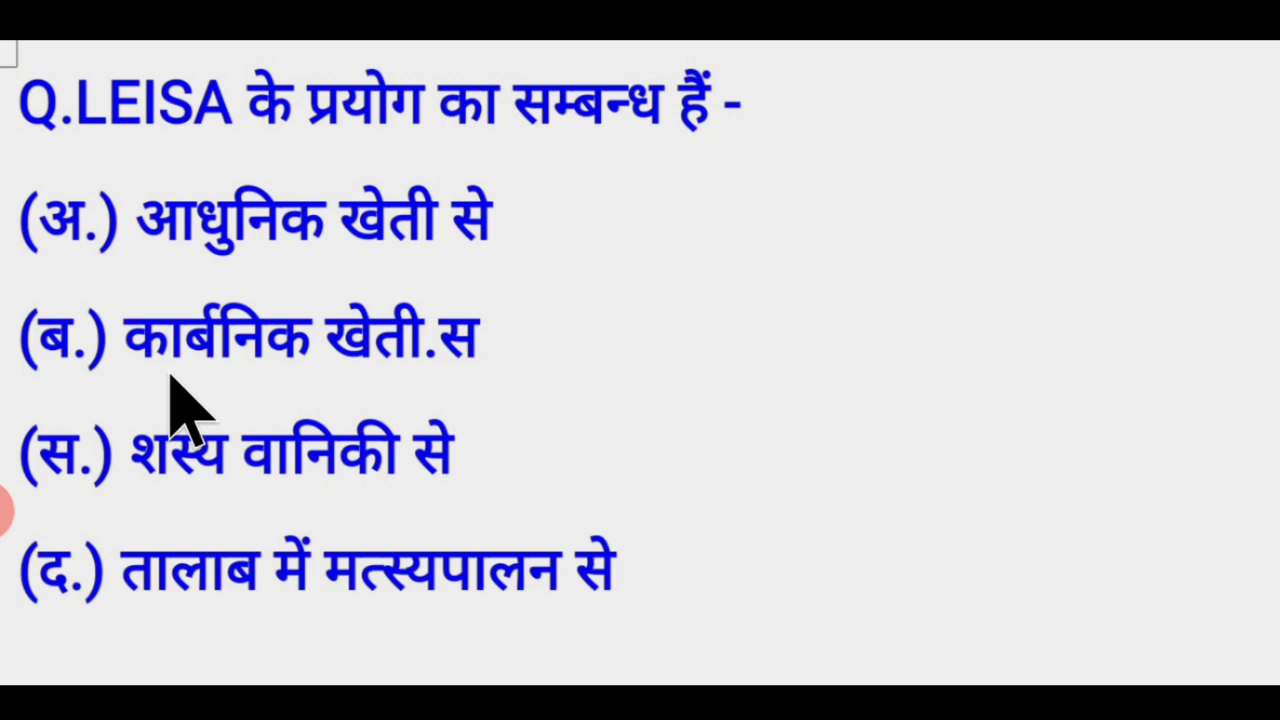 Q.LEISA के प्रयोग का सम्बन्ध हैं -
(अ.) आधुनिक खेती से
(ब.) कार्बनिक खेती.स
(स.) शस्य वानिकी से
(द.) तालाब में मत्स्यपालन से